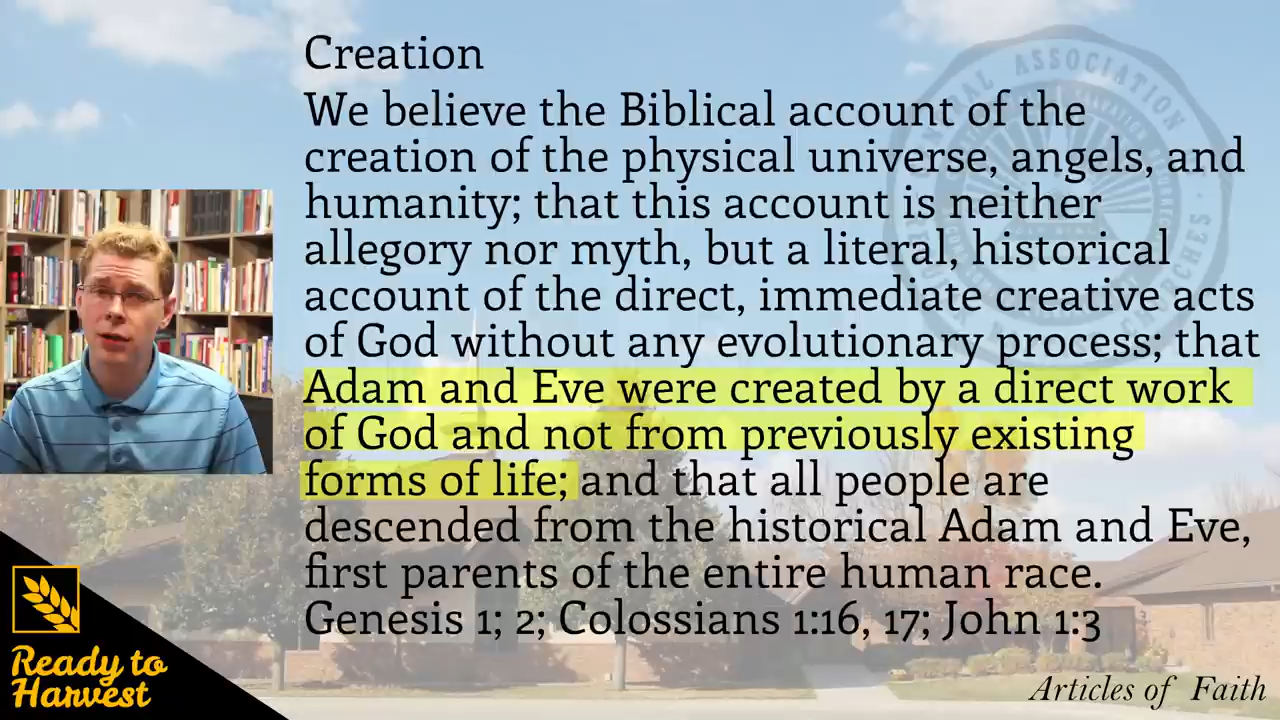 Creation
We believe the Biblical account of the
creation of the physical universe, angels, and
humanity; that this account is neither
allegory nor myth, but a literal, historical
account of the direct, immediate creative acts
of God without any evolutionary process; that
Adam and Eve were created by a direct work
of God and not from previously existing
forms of life; and that all people are
descended from the historical Adam and Eve,
first parents of the entire human race.
Genesis 1; 2; Colossians 1:16, 17; John 1:3
Articles of Faith
Ready to
Harvest
ASSOCIATION